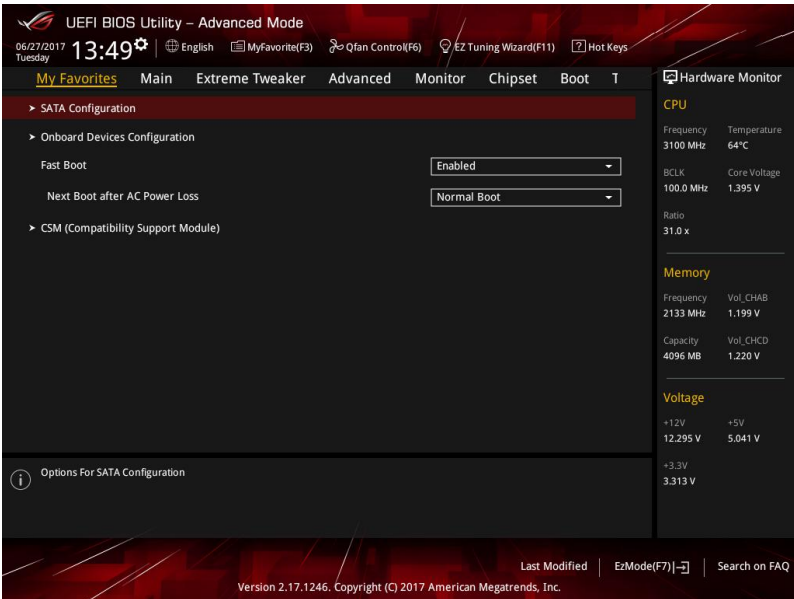 UEFI BIOS Utility – Advanced Mode
06/27/2017 Tuesday 13:49 English MyFavorite(F3) Qfan Control(F6) EZ Tuning Wizard(F11) ? Hot Keys
My Favorites Main Extreme Tweaker Advanced Monitor Chipset Boot T
Hardware Monitor
> SATA Configuration
> Onboard Devices Configuration
Fast Boot Enabled
Next Boot after AC Power Loss Normal Boot
> CSM (Compatibility Support Module)
CPU
Frequency Temperature
3100 MHz 64°C
BCLK Core Voltage
100.0 MHz 1.395 V
Ratio
31.0 x
Memory
Frequency Vol_CHAB
2133 MHz 1.199 V
Capacity Vol_CHCD
4096 MB 1.220 V
Voltage
+12V +5V
12.295 V 5.041 V
+3.3V
3.313 V
Options For SATA Configuration
Last Modified EzMode(F7) Search on FAQ
Version 2.17.1246. Copyright (C) 2017 American Megatrends, Inc.